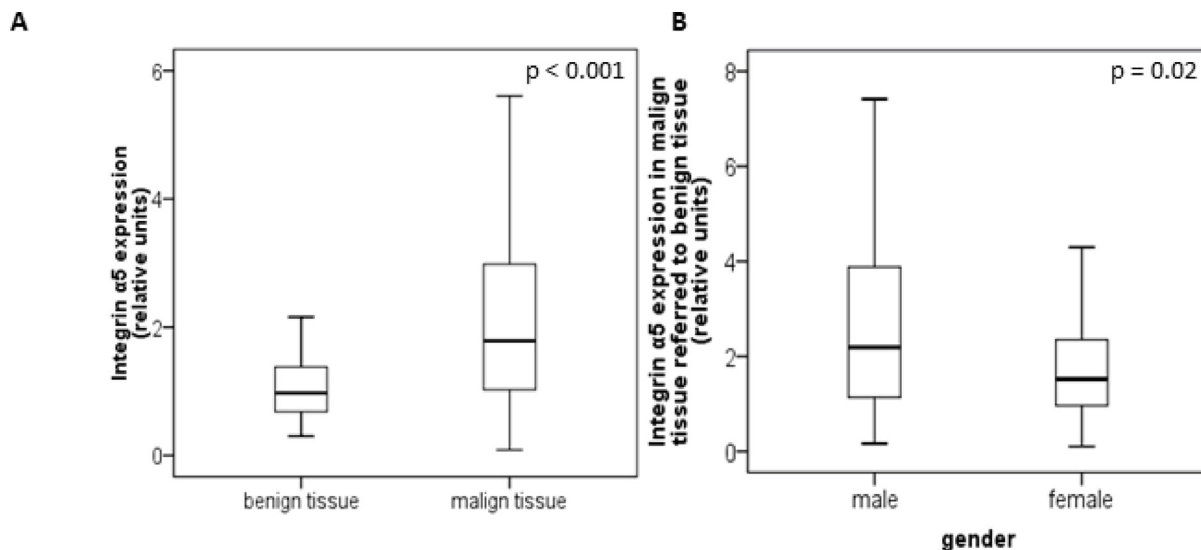 A
Integrin α5 expression
(relative units)
6
4
2
0
p < 0.001
benign tissue
malign tissue
B
Integrin α5 expression in malign
tissue referred to benign tissue
(relative units)
8
6
4
2
0
p = 0.02
male
female
gender